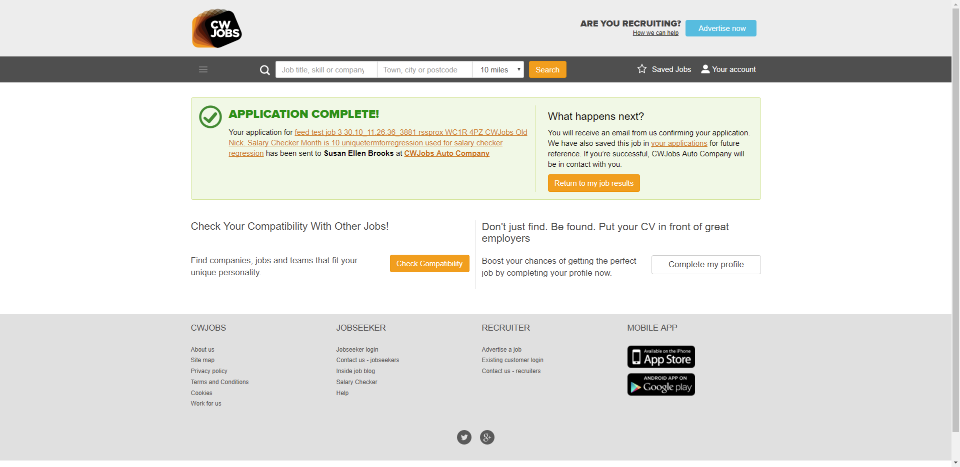 CW
JOBS
ARE YOU RECRUITING?
How we can help
Advertise now
Job title, skill or company
Town, city or postcode
10 miles
Search
Saved Jobs
Your account
APPLICATION COMPLETE!
Your application for feed test job 3.30.10_11.26.36_3881 rssprox WC1R 4PZ CWJobs Old
Nick. Salary Checker Month is 10 uniquetermforregression used for salary checker
regression has been sent to Susan Ellen Brooks at CWJobs Auto Company
What happens next?
You will receive an email from us confirming your application.
We have also saved this job in your applications for future
reference. If you're successful, CWJobs Auto Company will
be in contact with you.
Return to my job results
Check Your Compatibility With Other Jobs!
Find companies, jobs and teams that fit your
unique personality.
Check Compatibility
Don't just find. Be found. Put your CV in front of great
employers
Boost your chances of getting the perfect
job by completing your profile now.
Complete my profile
CWJOBS
About us
Site map
Privacy policy
Terms and Conditions
Cookies
Work for us
JOBSEEKER
Jobseeker login
Contact us - jobseekers
Inside job blog
Salary Checker
Help
RECRUITER
Advertise a job
Existing customer login
Contact us - recruiters
MOBILE APP
Available on the iPhone
App Store
ANDROID APP ON
Google play